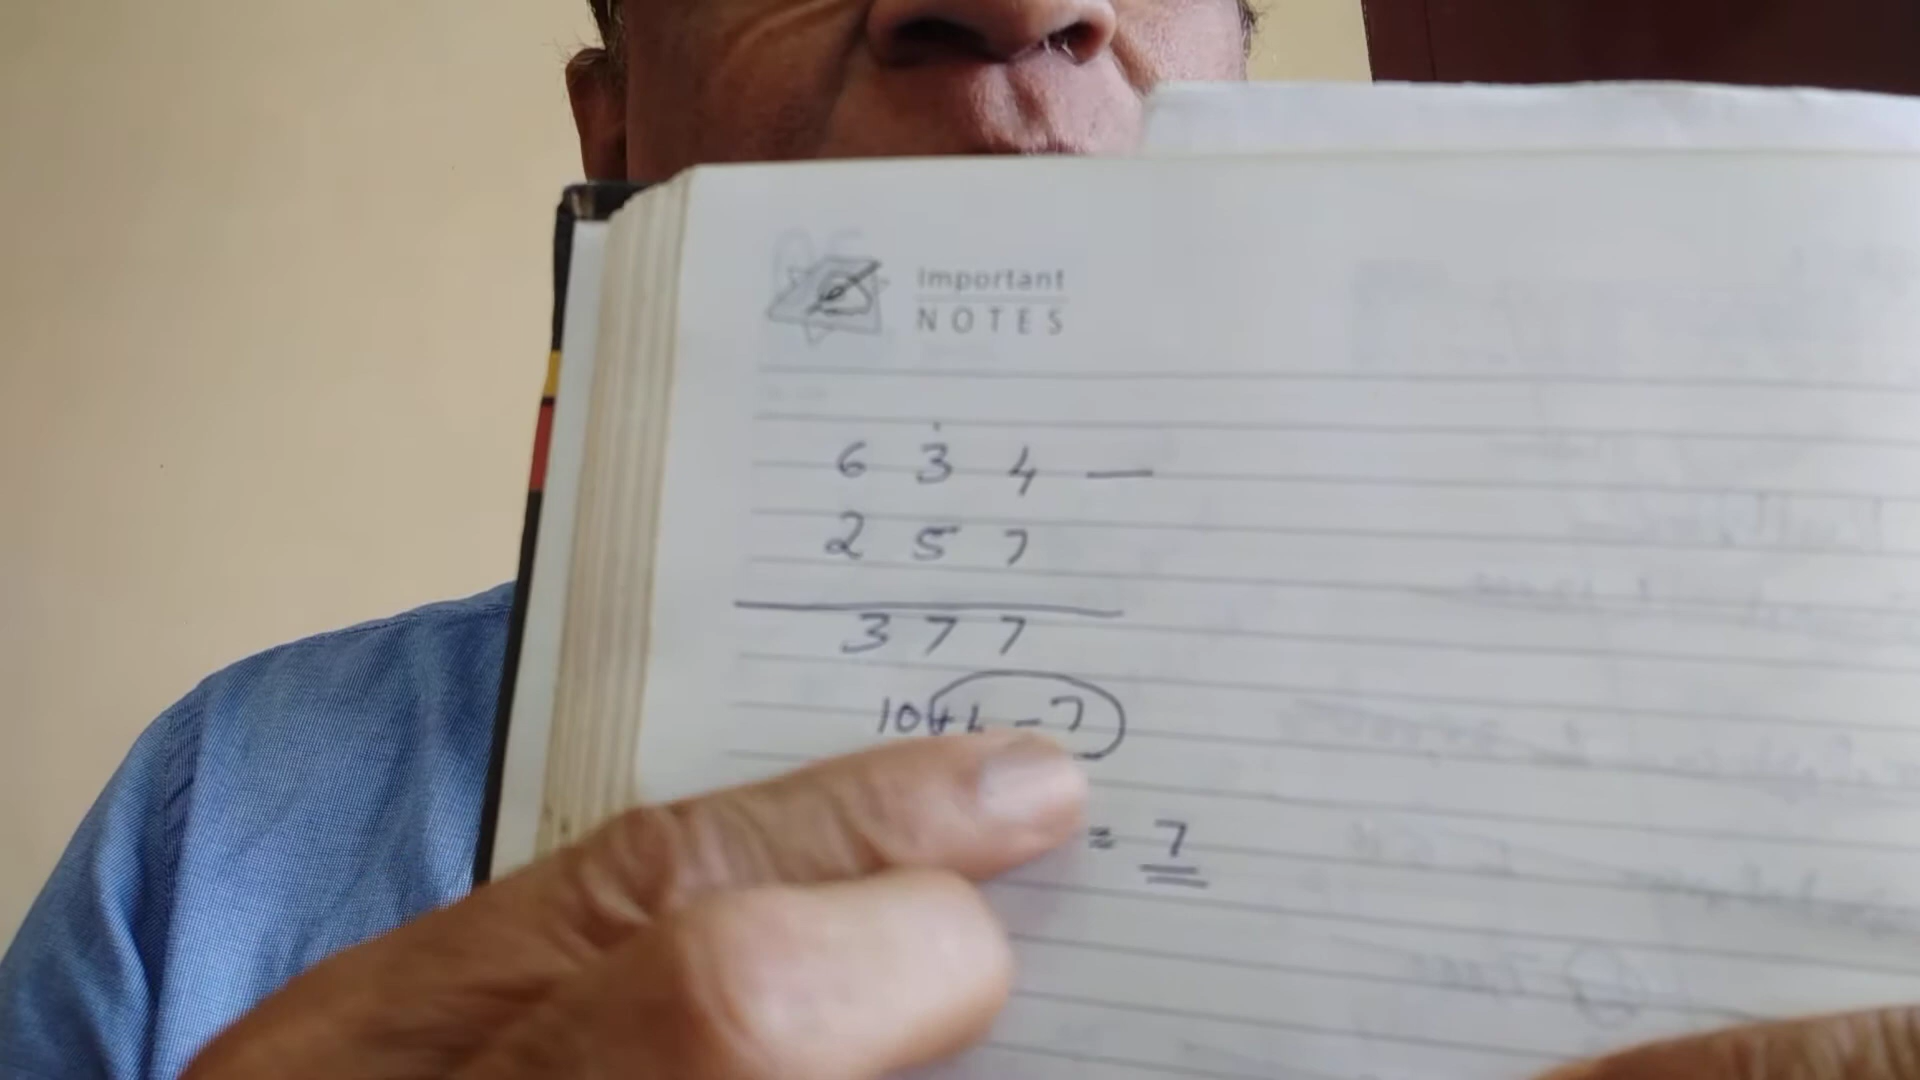 Important
NOTES
6 3 4 —
2 5 7
3 7 7
10+4 - 7
= 7